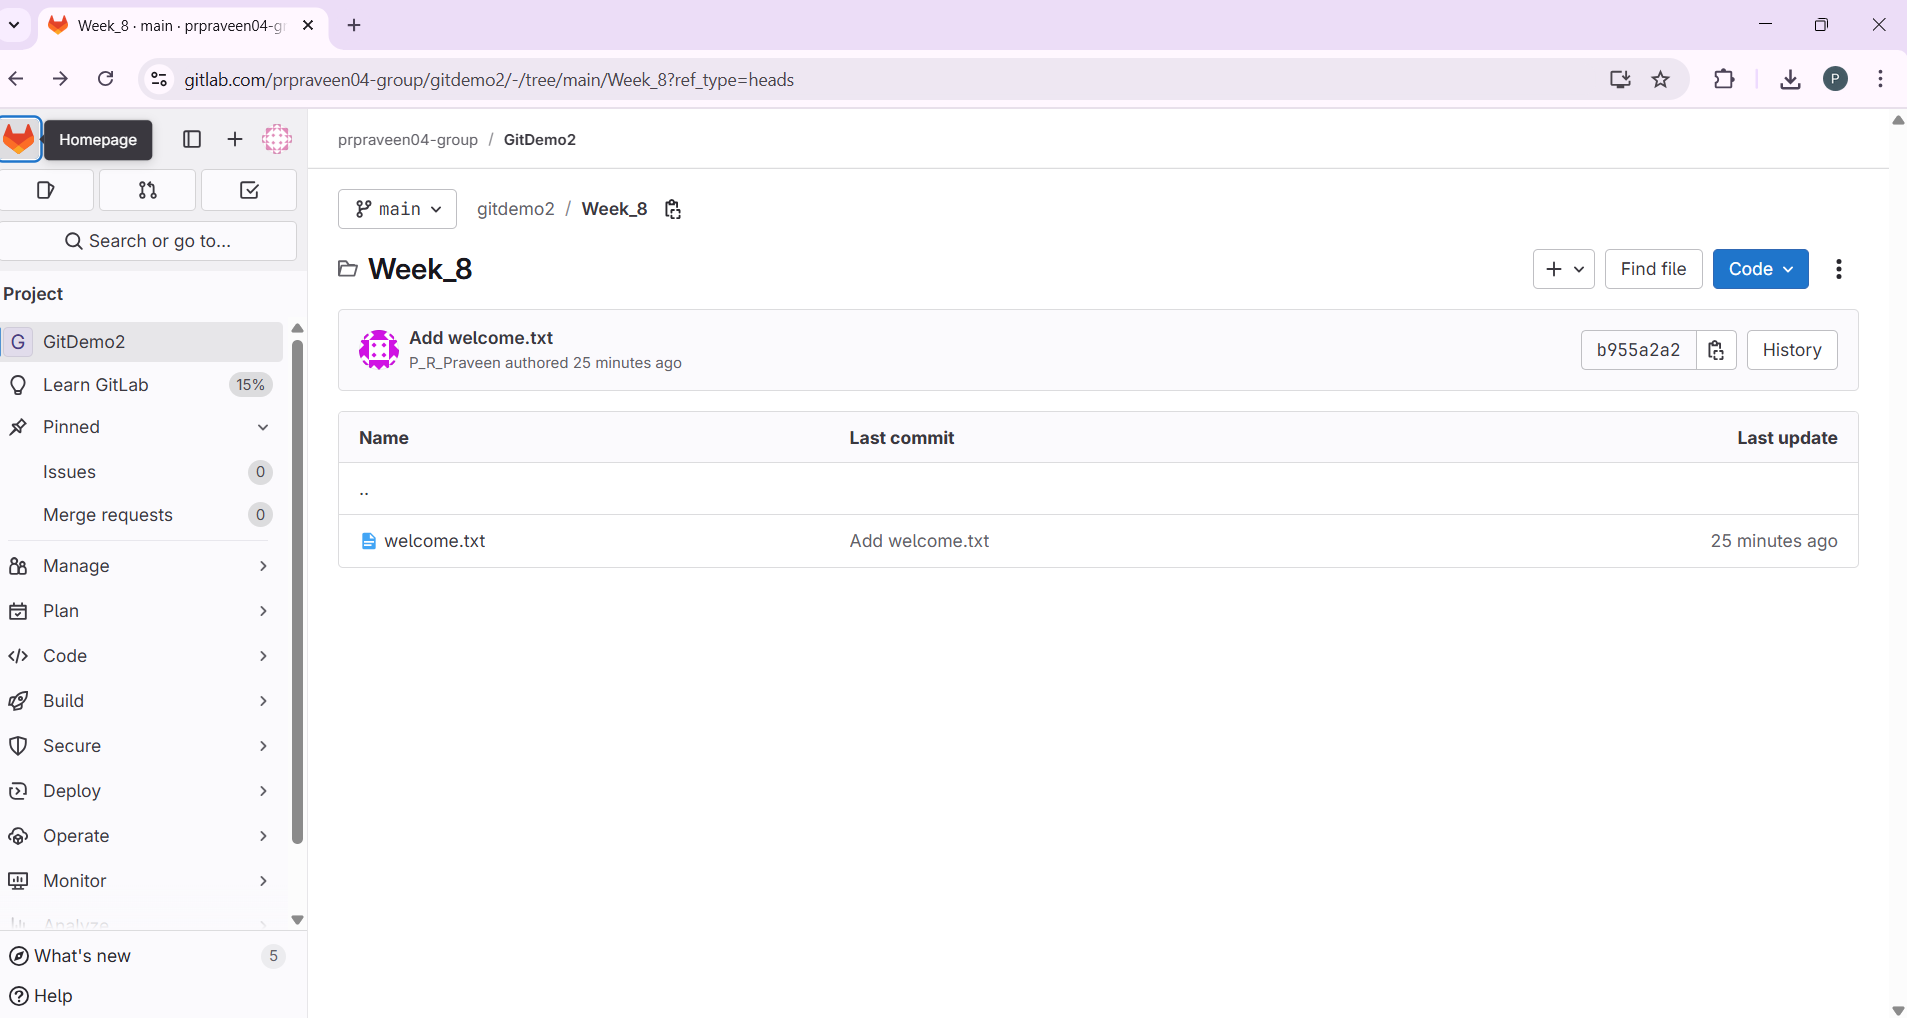 Week_8 · main · prpraveen04-gr
gitlab.com/prpraveen04-group/gitdemo2/-/tree/main/Week_8?ref_type=heads
P
Homepage
Search or go to...
Project
G GitDemo2
Learn GitLab 15%
Pinned
Issues 0
Merge requests 0
Manage
Plan
Code
Build
Secure
Deploy
Operate
Monitor
Analyze
What's new 5
Help
prpraveen04-group / GitDemo2
main gitdemo2 / Week_8
Week_8
Find file Code
Add welcome.txt
P_R_Praveen authored 25 minutes ago
b955a2a2 History
Name Last commit Last update
..
welcome.txt Add welcome.txt 25 minutes ago